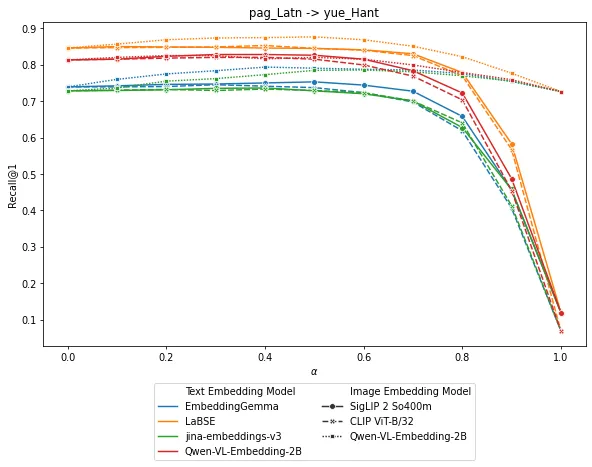 pag_Latn -> yue_Hant
Recall@1
0.9
0.8
0.7
0.6
0.5
0.4
0.3
0.2
0.1
0.0
0.2
0.4
0.6
0.8
1.0
α
Text Embedding Model
EmbeddingGemma
LaBSE
jina-embeddings-v3
Qwen-VL-Embedding-2B
Image Embedding Model
SigLIP 2 So400m
CLIP ViT-B/32
Qwen-VL-Embedding-2B